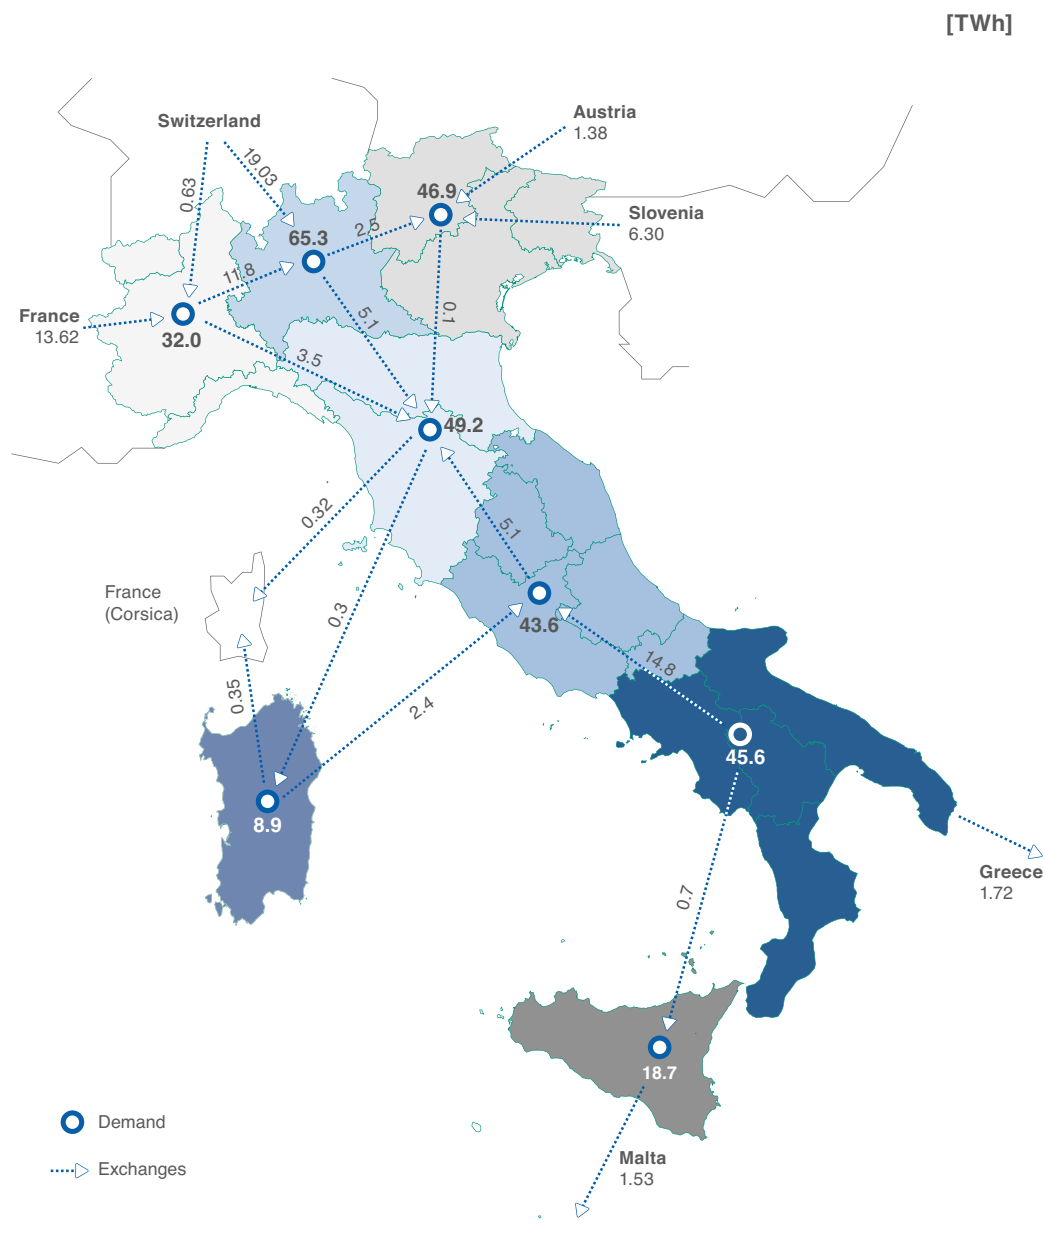 [TWh]
Switzerland
Austria
1.38
19.03
0.63
46.9
Slovenia
6.30
2.5
65.3
11.8
France
13.62
32.0
5.1
0.1
3.5
49.2
0.32
5.1
France
(Corsica)
0.3
43.6
14.8
0.35
2.4
45.6
8.9
Greece
1.72
0.7
18.7
Demand
Malta
1.53
Exchanges